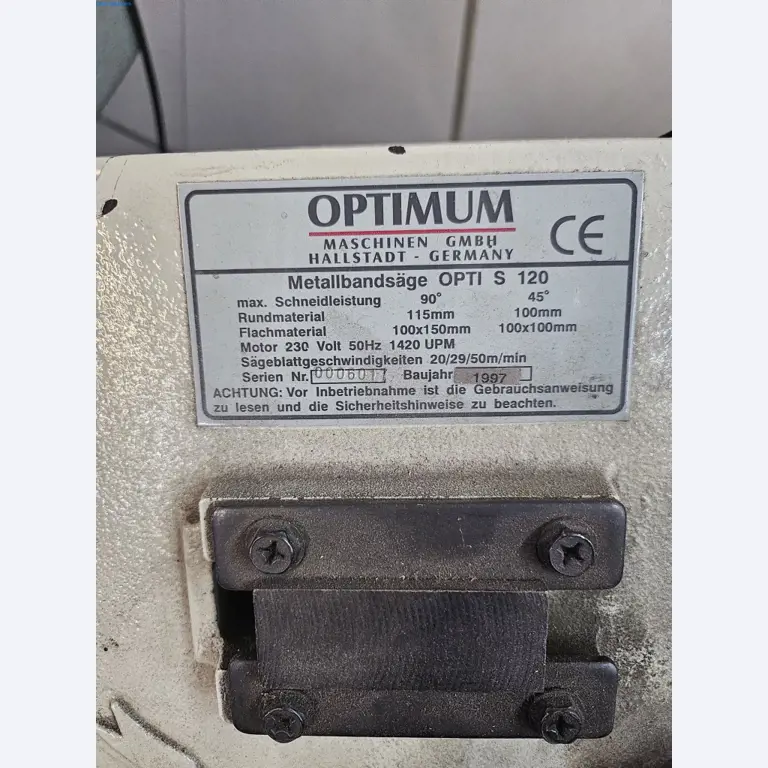 OPTIMUM
MASCHINEN GMBH
HALLSTADT - GERMANY
CE
Metallbandsäge OPTI S 120
max. Schneidleistung 90° 45°
Rundmaterial 115mm 100mm
Flachmaterial 100x150mm 100x100mm
Motor 230 Volt 50Hz 1420 UPM
Sägeblattgeschwindigkeiten 20/29/50m/min
Serien Nr. 0006017 Baujahr 1997
ACHTUNG: Vor Inbetriebnahme ist die Gebrauchsanweisung
zu lesen und die Sicherheitshinweise zu beachten.